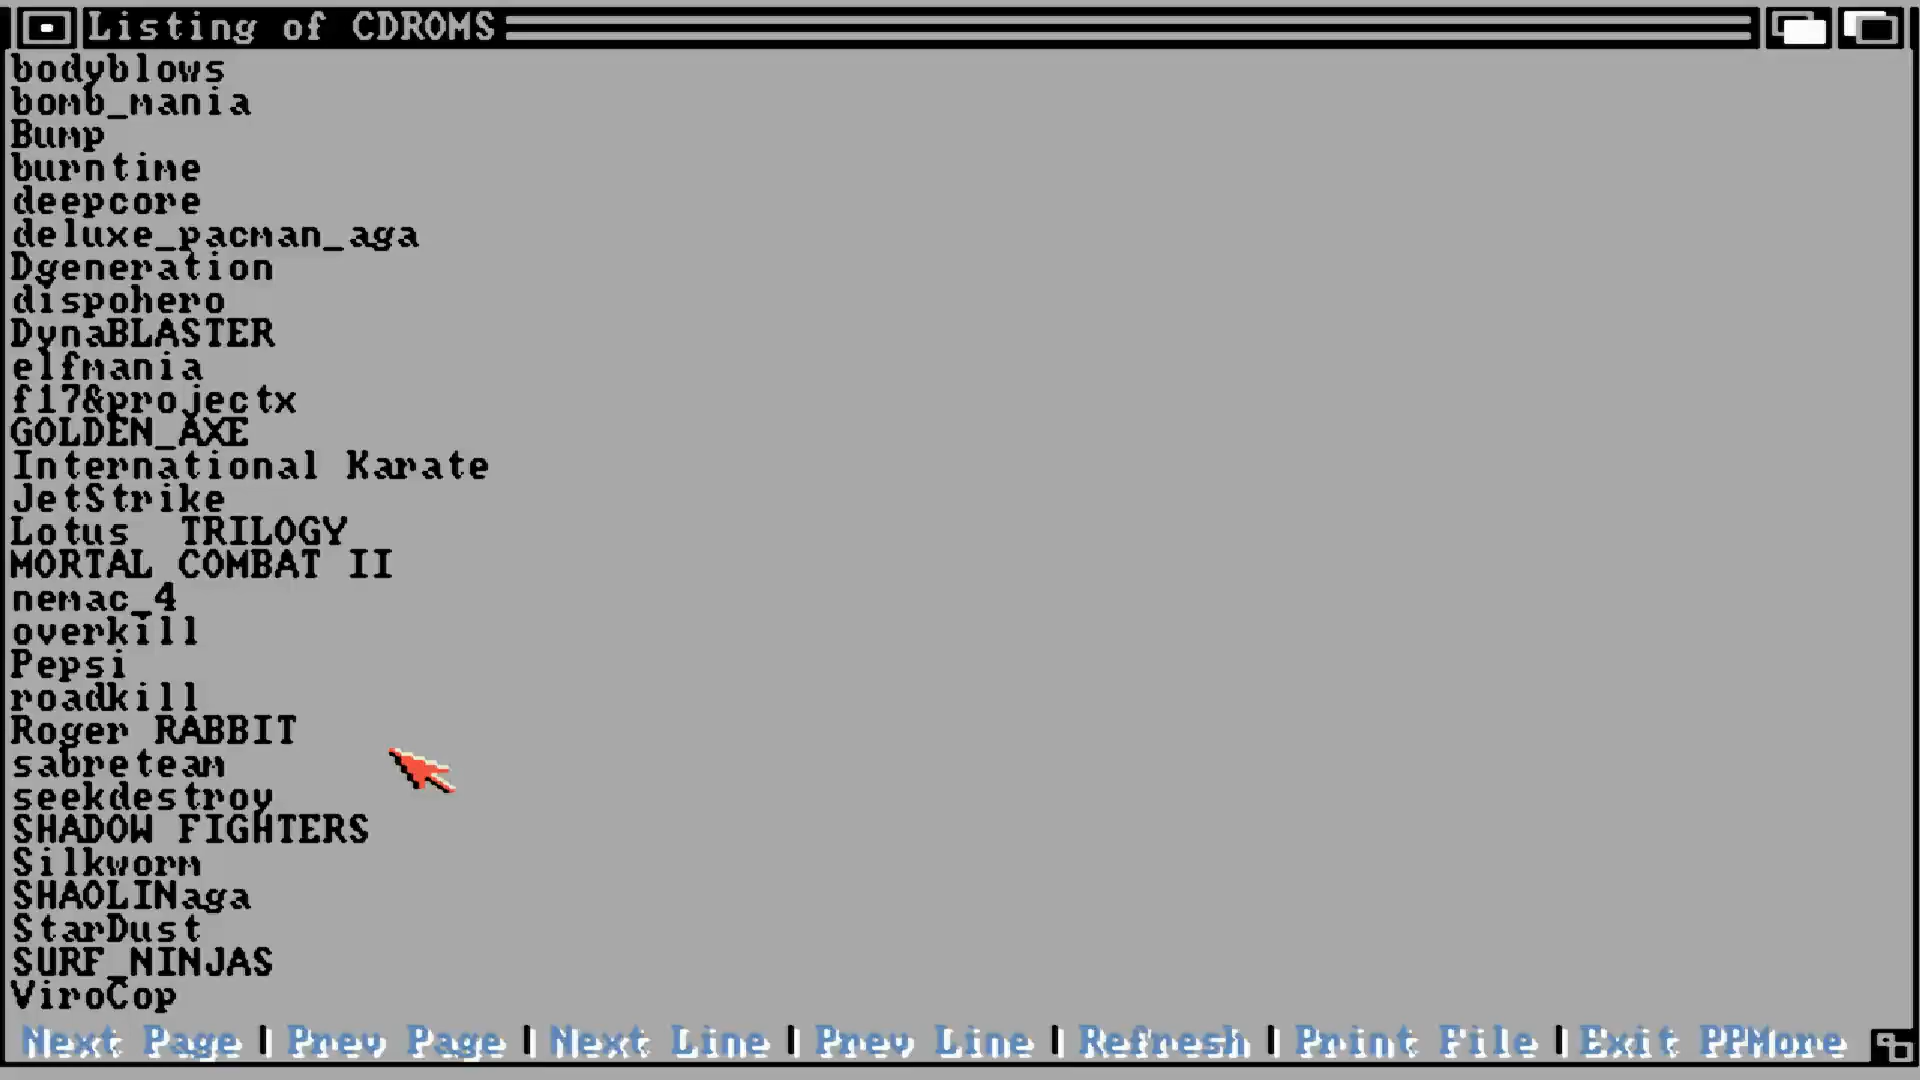 Listing of CDROMS
bodyblows
bomb_mania
Bump
burntime
deepcore
deluxe_pacman_aga
Dgeneration
dispohero
DynaBLASTER
elfmania
f17&projectx
GOLDEN_AXE
International Karate
JetStrike
Lotus  TRILOGY
MORTAL COMBAT II
nemac_4
overkill
Pepsi
roadkill
Roger RABBIT
sabreteam
seekdestroy
SHADOW FIGHTERS
Silkworm
SHAOLINaga
StarDust
SURF_NINJAS
ViroCop
Next Page | Prev Page | Next Line | Prev Line | Refresh | Print File | Exit PPMore